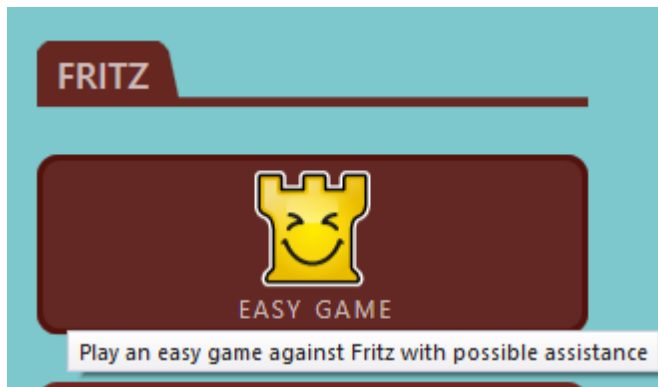 FRITZ
EASY GAME
Play an easy game against Fritz with possible assistance